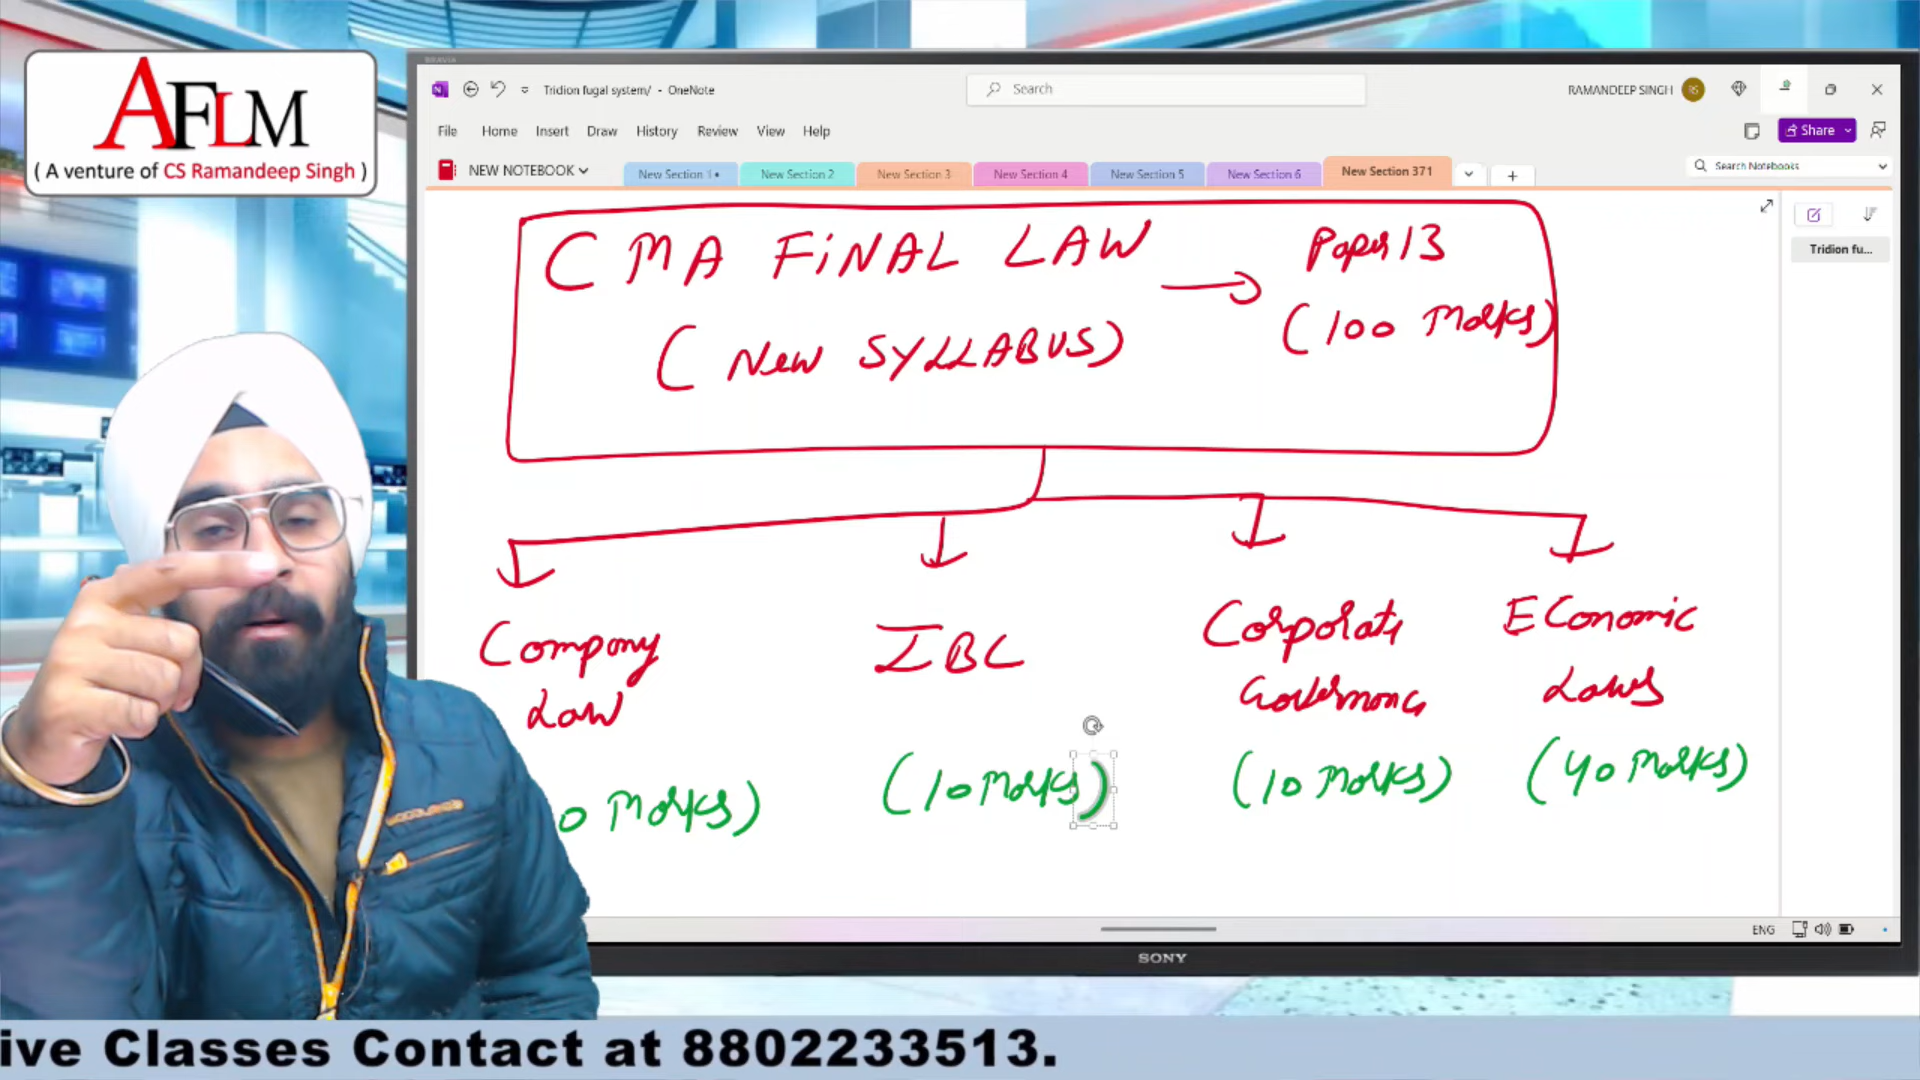 AFLM
( A venture of CS Ramandeep Singh )
BRAVIA
Tridion fugal system/ - OneNote
Search
RAMANDEEP SINGH
RS
File Home Insert Draw History Review View Help
Share
NEW NOTEBOOK
New Section 1
New Section 2
New Section 3
New Section 4
New Section 5
New Section 6
New Section 371
Search Notebooks
Tridion fu...
CMA FINAL LAW → Paper 13
(New SYLLABUS) (100 Marks)
Company Law
IBC
Corporate Governance
Economic Laws
0 Marks)
(10 Marks)
(10 Marks)
(40 Marks)
ENG
SONY
ive Classes Contact at 8802233513.